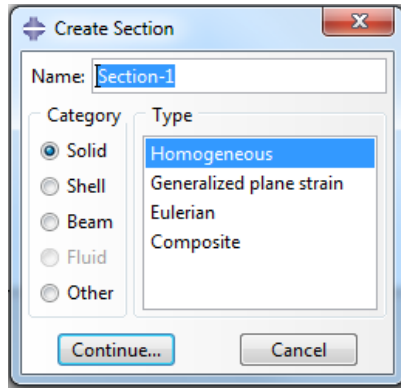 Create Section
Name: Section-1
Category
Type
Solid
Shell
Beam
Fluid
Other
Homogeneous
Generalized plane strain
Eulerian
Composite
Continue...
Cancel